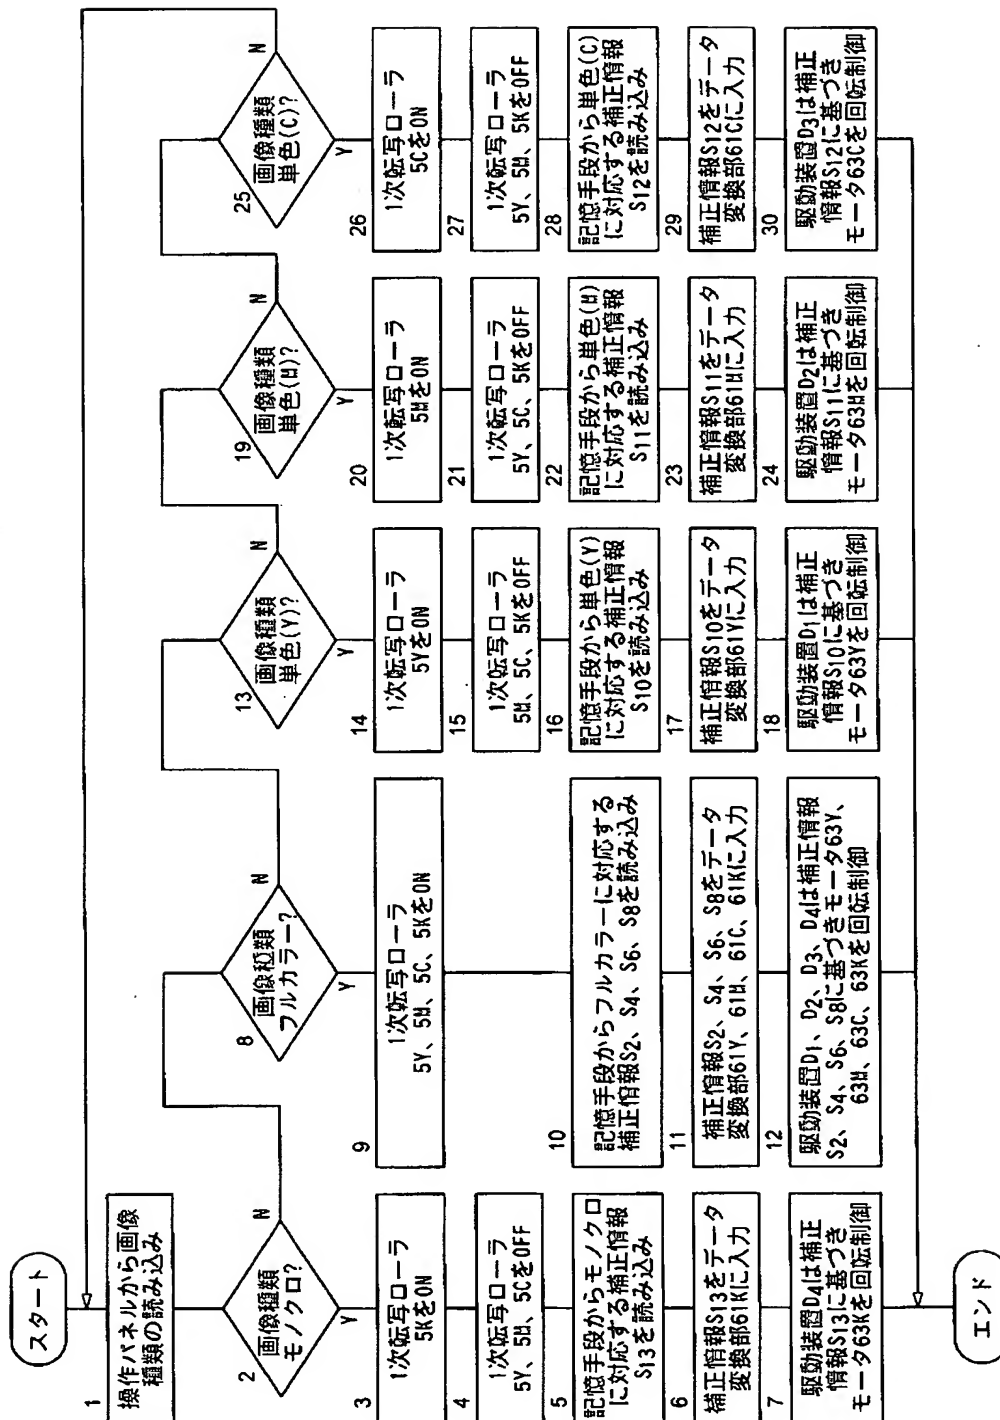 スタート
1
操作パネルから画像
種類の読み込み
2
画像種類
モノクロ?
N
Y
3
1次転写ローラ
5KをON
4
1次転写ローラ
5Y、5M、5CをOFF
5
記憶手段からモノクロ
に対応する補正情報
S13を読み込み
6
補正情報S13をデータ
変換部61Kに入力
7
駆動装置D4は補正
情報S13に基づき
モータ63Kを回転制御
エンド
8
画像種類
フルカラー?
N
Y
9
1次転写ローラ
5Y、5M、5C、5KをON
10
記憶手段からフルカラーに対応する
補正情報S2、S4、S6、S8を読み込み
11
補正情報S2、S4、S6、S8をデータ
変換部61Y、61M、61C、61Kに入力
12
駆動装置D1、D2、D3、D4は補正情報
S2、S4、S6、S8に基づきモータ63Y、
63M、63C、63Kを回転制御
13
画像種類
単色(Y)?
N
Y
14
1次転写ローラ
5YをON
15
1次転写ローラ
5M、5C、5KをOFF
16
記憶手段から単色(Y)
に対応する補正情報
S10を読み込み
17
補正情報S10をデータ
変換部61Yに入力
18
駆動装置D1は補正
情報S10に基づき
モータ63Yを回転制御
19
画像種類
単色(M)?
N
Y
20
1次転写ローラ
5MをON
21
1次転写ローラ
5Y、5C、5KをOFF
22
記憶手段から単色(M)
に対応する補正情報
S11を読み込み
23
補正情報S11をデータ
変換部61Mに入力
24
駆動装置D2は補正
情報S11に基づき
モータ63Mを回転制御
25
画像種類
単色(C)?
N
Y
26
1次転写ローラ
5CをON
27
1次転写ローラ
5Y、5M、5KをOFF
28
記憶手段から単色(C)
に対応する補正情報
S12を読み込み
29
補正情報S12をデータ
変換部61Cに入力
30
駆動装置D3は補正
情報S12に基づき
モータ63Cを回転制御